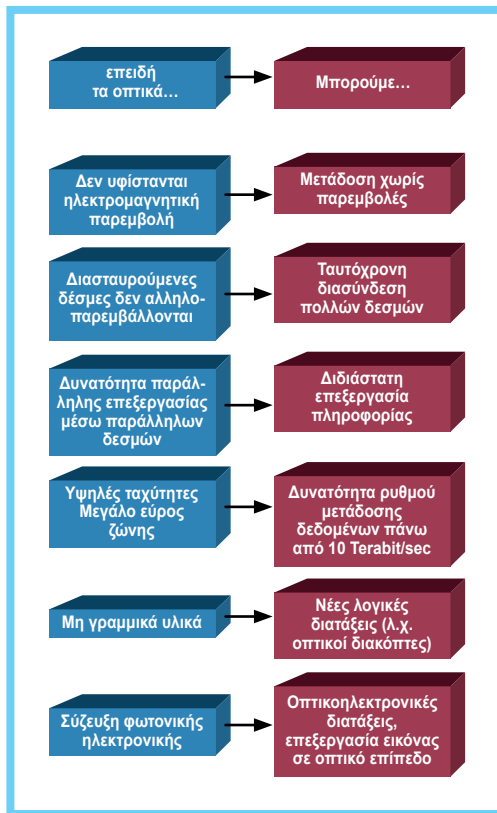 επειδή
τα οπτικά…
Μπορούμε…
Δεν υφίστανται
ηλεκτρομαγνητική
παρεμβολή
Μετάδοση χωρίς
παρεμβολές
Διασταυρούμενες
δέσμες δεν αλληλο-
παρεμβάλλονται
Ταυτόχρονη
διασύνδεση
πολλών δεσμών
Δυνατότητα παράλ-
ληλης επεξεργασίας
μέσω παράλληλων
δεσμών
Διδιάστατη
επεξεργασία
πληροφορίας
Υψηλές ταχύτητες
Μεγάλο εύρος
ζώνης
Δυνατότητα ρυθμού
μετάδοσης
δεδομένων πάνω
από 10 Terabit/sec
Μη γραμμικά υλικά
Νέες λογικές
διατάξεις (λ.χ.
οπτικοί διακόπτες)
Σύζευξη φωτονικής
ηλεκτρονικής
Οπτικοηλεκτρονικές
διατάξεις,
επεξεργασία εικόνας
σε οπτικό επίπεδο